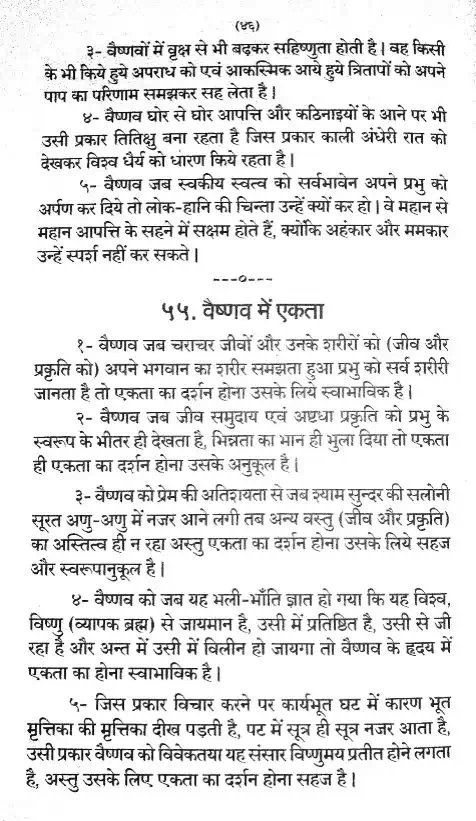 (४६)
३- वैष्णवों में वृक्ष से भी बढ़कर सहिष्णुता होती है। वह किसी
के भी किये हुये अपराध को एवं आकस्मिक आये हुये त्रितापों को अपने
पाप का परिणाम समझकर सह लेता है।
४- वैष्णव घोर से घोर आपत्ति और कठिनाइयों के आने पर भी
उसी प्रकार तितिक्षु बना रहता है जिस प्रकार काली अंधेरी रात को
देखकर विश्व धैर्य को धारण किये रहता है।
५- वैष्णव जब स्वकीय स्वत्व को सर्वभावेन अपने प्रभु को
अर्पण कर दिये तो लोक-हानि की चिन्ता उन्हें क्यों कर हो। वे महान से
महान आपत्ति के सहने में सक्षम होते हैं, क्योंकि अहंकार और ममकार
उन्हें स्पर्श नहीं कर सकते।
---०---
५५. वैष्णव में एकता
१- वैष्णव जब चराचर जीवों और उनके शरीरों को (जीव और
प्रकृति को) अपने भगवान का शरीर समझता हुआ प्रभु को सर्व शरीरी
जानता है तो एकता का दर्शन होना उसके लिये स्वाभाविक है।
२- वैष्णव जब जीव समुदाय एवं अष्टधा प्रकृति को प्रभु के
स्वरूप के भीतर ही देखता है, भिन्नता का भान ही भुला दिया तो एकता
ही एकता का दर्शन होना उसके अनुकूल है।
३- वैष्णव को प्रेम की अतिशयता से जब श्याम सुन्दर की सलोनी
सूरत अणु-अणु में नजर आने लगी तब अन्य वस्तु (जीव और प्रकृति)
का अस्तित्व ही न रहा अस्तु एकता का दर्शन होना उसके लिये सहज
और स्वरूपानुकूल है।
४- वैष्णव को जब यह भली-भाँति ज्ञात हो गया कि यह विश्व,
विष्णु (व्यापक ब्रह्म) से जायमान है, उसी में प्रतिष्ठित है, उसी से जी
रहा है और अन्त में उसी में विलीन हो जायगा तो वैष्णव के हृदय में
एकता का होना स्वाभाविक है।
५- जिस प्रकार विचार करने पर कार्यभूत घट में कारण भूत
मृत्तिका की मृत्तिका दीख पड़ती है, पट में सूत्र ही सूत्र नजर आता है,
उसी प्रकार वैष्णव को विवेकतया यह संसार विष्णुमय प्रतीत होने लगता
है, अस्तु उसके लिए एकता का दर्शन होना सहज है।